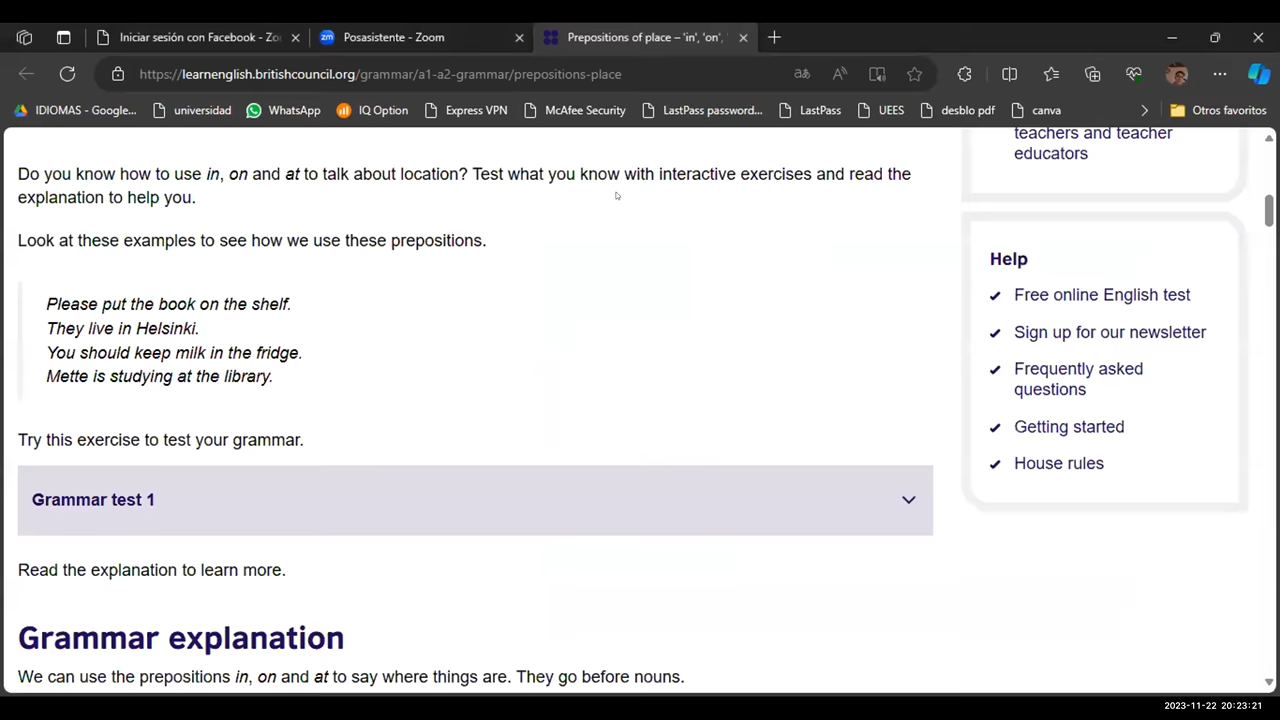 Iniciar sesión con Facebook - Zo
Posasistente - Zoom
Prepositions of place – 'in', 'on',
https://learnenglish.britishcouncil.org/grammar/a1-a2-grammar/prepositions-place
IDIOMAS - Google...
universidad
WhatsApp
IQ Option
Express VPN
McAfee Security
LastPass password...
LastPass
UEES
desblo pdf
canva
Otros favoritos
teachers and teacher
educators
Do you know how to use in, on and at to talk about location? Test what you know with interactive exercises and read the
explanation to help you.
Look at these examples to see how we use these prepositions.
Please put the book on the shelf.
They live in Helsinki.
You should keep milk in the fridge.
Mette is studying at the library.
Try this exercise to test your grammar.
Grammar test 1
Read the explanation to learn more.
Grammar explanation
We can use the prepositions in, on and at to say where things are. They go before nouns.
Help
Free online English test
Sign up for our newsletter
Frequently asked
questions
Getting started
House rules
2023-11-22 20:23:21